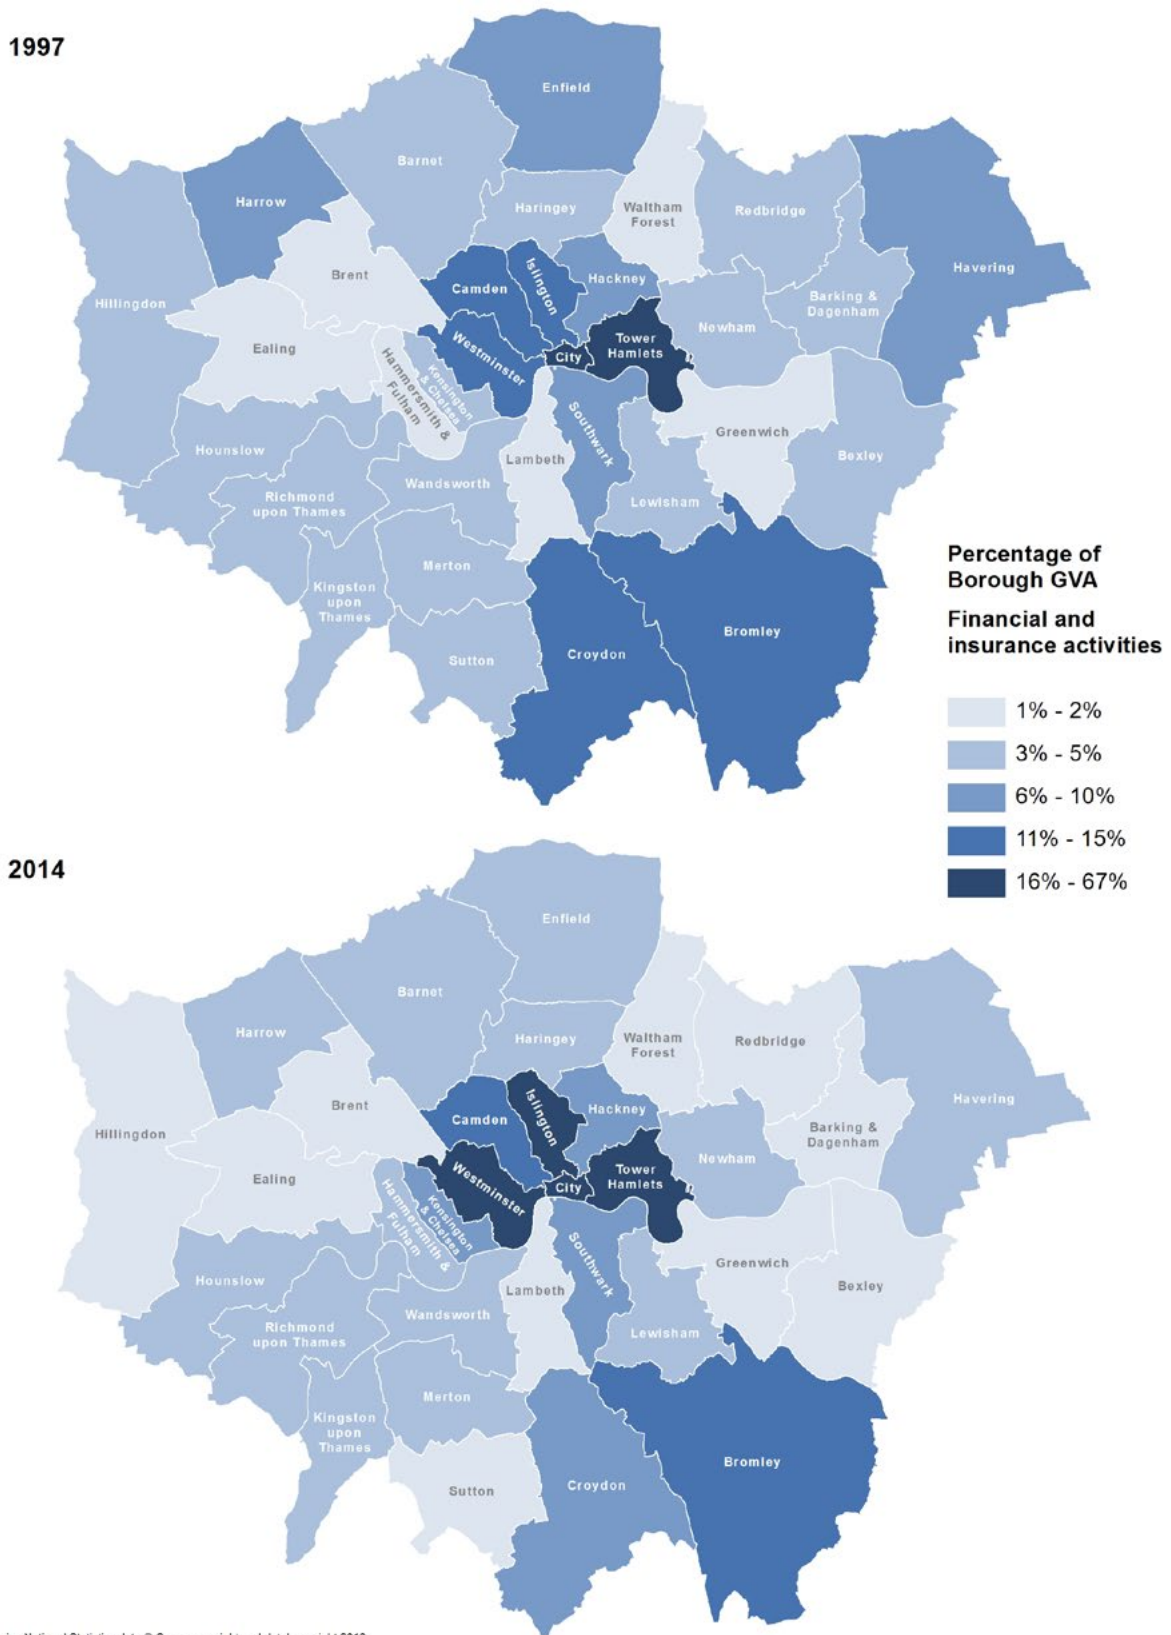 1997
Enfield
Barnet
Harrow
Haringey
Waltham
Forest
Redbridge
Havering
Hillingdon
Brent
Camden
Islington
Hackney
Barking &
Dagenham
Newham
Tower
Hamlets
City
Westminster
Ealing
Hammersmith &
Fulham
Kensington
& Chelsea
Southwark
Greenwich
Hounslow
Lambeth
Bexley
Wandsworth
Richmond
upon Thames
Lewisham
Merton
Kingston
upon
Thames
Sutton
Croydon
Bromley
Percentage of
Borough GVA
Financial and
insurance activities
1% - 2%
3% - 5%
6% - 10%
11% - 15%
16% - 67%
2014
Enfield
Barnet
Harrow
Haringey
Waltham
Forest
Redbridge
Havering
Hillingdon
Brent
Camden
Islington
Hackney
Barking &
Dagenham
Newham
Tower
Hamlets
City
Westminster
Ealing
Hammersmith &
Fulham
Kensington
& Chelsea
Southwark
Greenwich
Hounslow
Lambeth
Bexley
Wandsworth
Richmond
upon Thames
Lewisham
Merton
Kingston
upon
Thames
Sutton
Croydon
Bromley